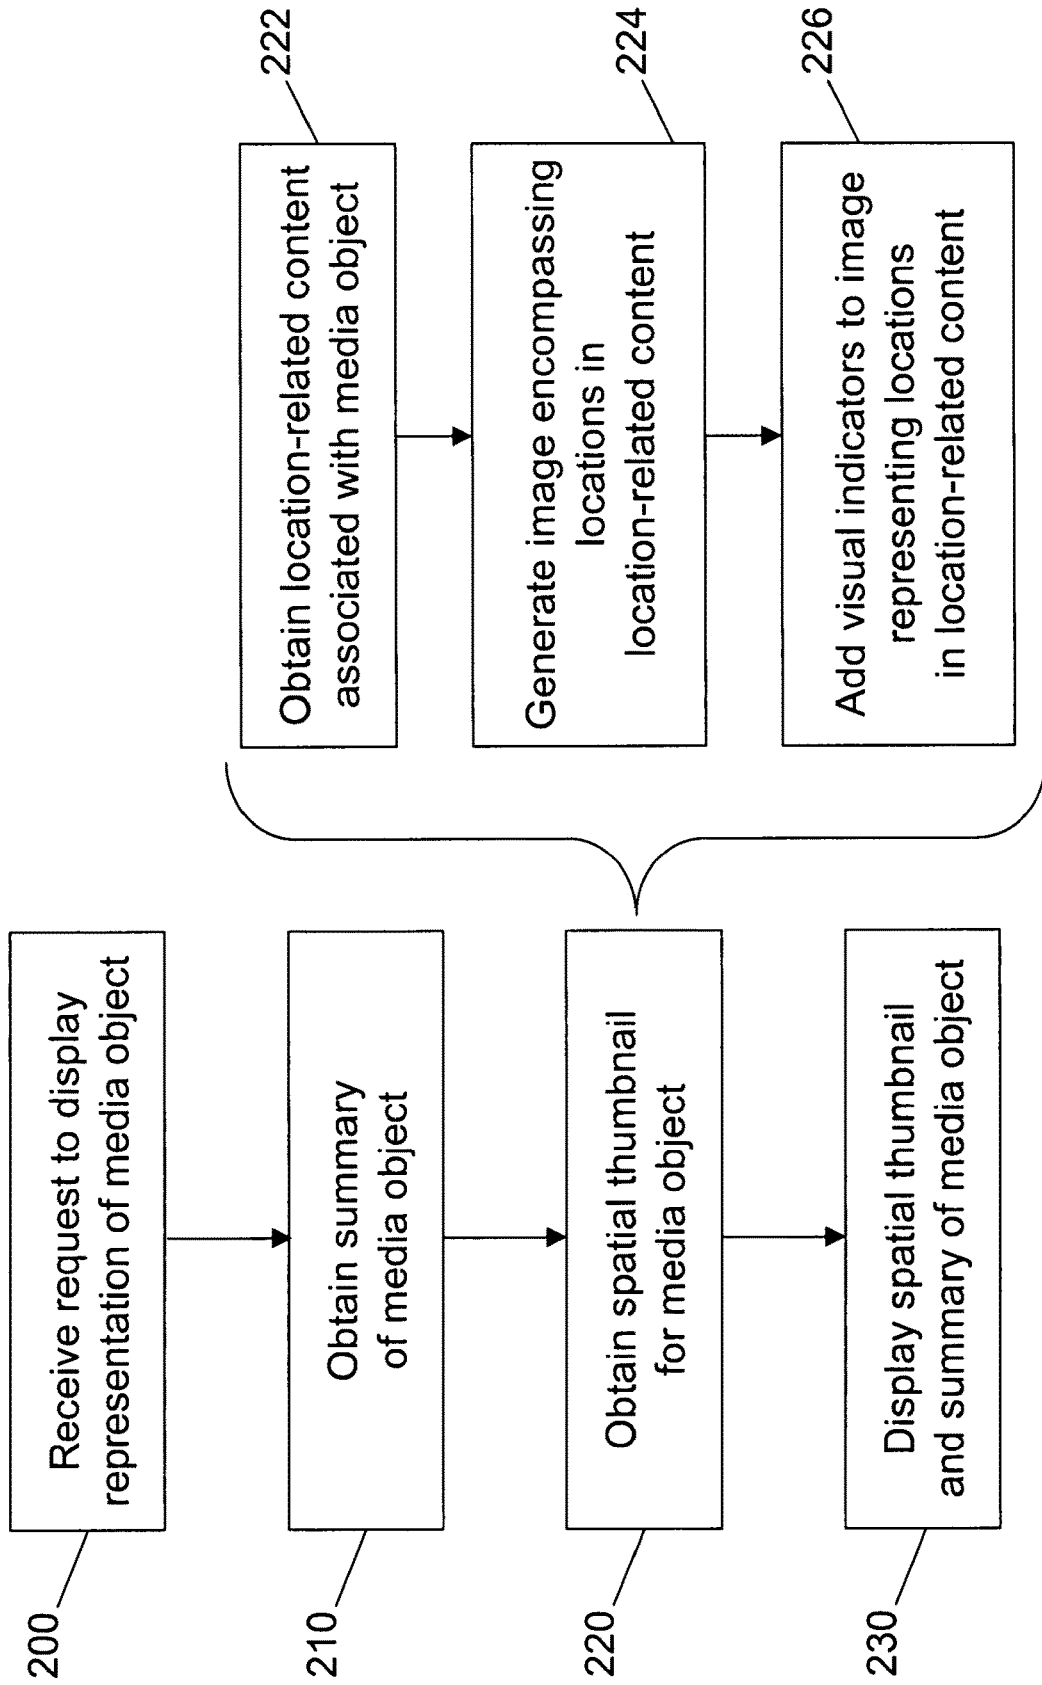 200
Receive request to display
representation of media object
210
Obtain summary
of media object
220
Obtain spatial thumbnail
for media object
230
Display spatial thumbnail
and summary of media object
Obtain location-related content
associated with media object
222
Generate image encompassing
locations in
location-related content
224
Add visual indicators to image
representing locations
in location-related content
226